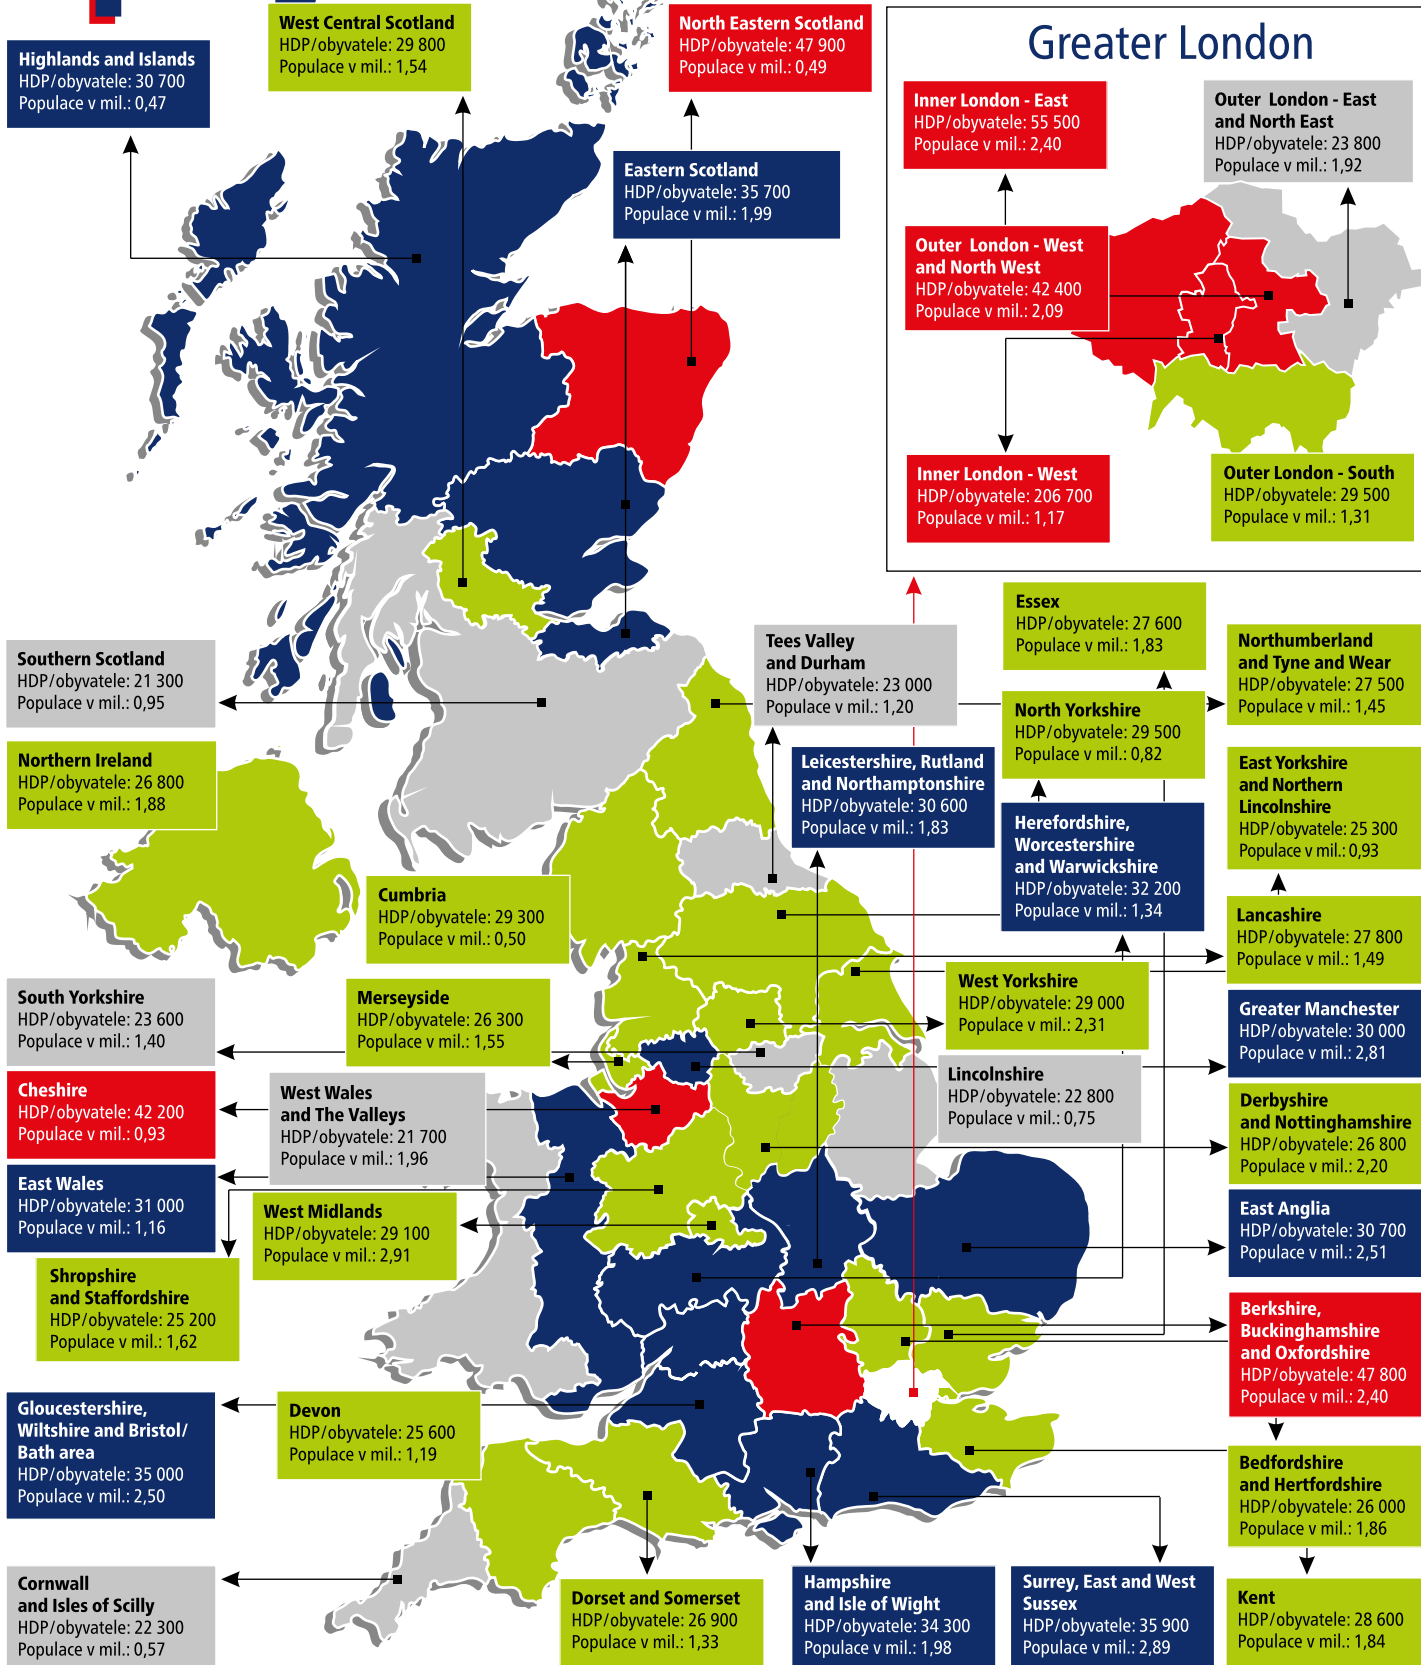 West Central Scotland
HDP/obyvatele: 29 800
Populace v mil.: 1,54
North Eastern Scotland
HDP/obyvatele: 47 900
Populace v mil.: 0,49
Highlands and Islands
HDP/obyvatele: 30 700
Populace v mil.: 0,47
Eastern Scotland
HDP/obyvatele: 35 700
Populace v mil.: 1,99
Greater London
Inner London - East
HDP/obyvatele: 55 500
Populace v mil.: 2,40
Outer London - East
and North East
HDP/obyvatele: 23 800
Populace v mil.: 1,92
Outer London - West
and North West
HDP/obyvatele: 42 400
Populace v mil.: 2,09
Inner London - West
HDP/obyvatele: 206 700
Populace v mil.: 1,17
Outer London - South
HDP/obyvatele: 29 500
Populace v mil.: 1,31
Essex
HDP/obyvatele: 27 600
Populace v mil.: 1,83
Southern Scotland
HDP/obyvatele: 21 300
Populace v mil.: 0,95
Tees Valley
and Durham
HDP/obyvatele: 23 000
Populace v mil.: 1,20
Northumberland
and Tyne and Wear
HDP/obyvatele: 27 500
Populace v mil.: 1,45
North Yorkshire
HDP/obyvatele: 29 500
Populace v mil.: 0,82
Northern Ireland
HDP/obyvatele: 26 800
Populace v mil.: 1,88
Leicestershire, Rutland
and Northamptonshire
HDP/obyvatele: 30 600
Populace v mil.: 1,83
East Yorkshire
and Northern
Lincolnshire
HDP/obyvatele: 25 300
Populace v mil.: 0,93
Herefordshire,
Worcestershire
and Warwickshire
HDP/obyvatele: 32 200
Populace v mil.: 1,34
Cumbria
HDP/obyvatele: 29 300
Populace v mil.: 0,50
Lancashire
HDP/obyvatele: 27 800
Populace v mil.: 1,49
West Yorkshire
HDP/obyvatele: 29 000
Populace v mil.: 2,31
South Yorkshire
HDP/obyvatele: 23 600
Populace v mil.: 1,40
Merseyside
HDP/obyvatele: 26 300
Populace v mil.: 1,55
Greater Manchester
HDP/obyvatele: 30 000
Populace v mil.: 2,81
Lincolnshire
HDP/obyvatele: 22 800
Populace v mil.: 0,75
Cheshire
HDP/obyvatele: 42 200
Populace v mil.: 0,93
West Wales
and The Valleys
HDP/obyvatele: 21 700
Populace v mil.: 1,96
Derbyshire
and Nottinghamshire
HDP/obyvatele: 26 800
Populace v mil.: 2,20
East Wales
HDP/obyvatele: 31 000
Populace v mil.: 1,16
West Midlands
HDP/obyvatele: 29 100
Populace v mil.: 2,91
East Anglia
HDP/obyvatele: 30 700
Populace v mil.: 2,51
Shropshire
and Staffordshire
HDP/obyvatele: 25 200
Populace v mil.: 1,62
Berkshire,
Buckinghamshire
and Oxfordshire
HDP/obyvatele: 47 800
Populace v mil.: 2,40
Gloucestershire,
Wiltshire and Bristol/
Bath area
HDP/obyvatele: 35 000
Populace v mil.: 2,50
Devon
HDP/obyvatele: 25 600
Populace v mil.: 1,19
Bedfordshire
and Hertfordshire
HDP/obyvatele: 26 000
Populace v mil.: 1,86
Cornwall
and Isles of Scilly
HDP/obyvatele: 22 300
Populace v mil.: 0,57
Dorset and Somerset
HDP/obyvatele: 26 900
Populace v mil.: 1,33
Hampshire
and Isle of Wight
HDP/obyvatele: 34 300
Populace v mil.: 1,98
Surrey, East and West
Sussex
HDP/obyvatele: 35 900
Populace v mil.: 2,89
Kent
HDP/obyvatele: 28 600
Populace v mil.: 1,84